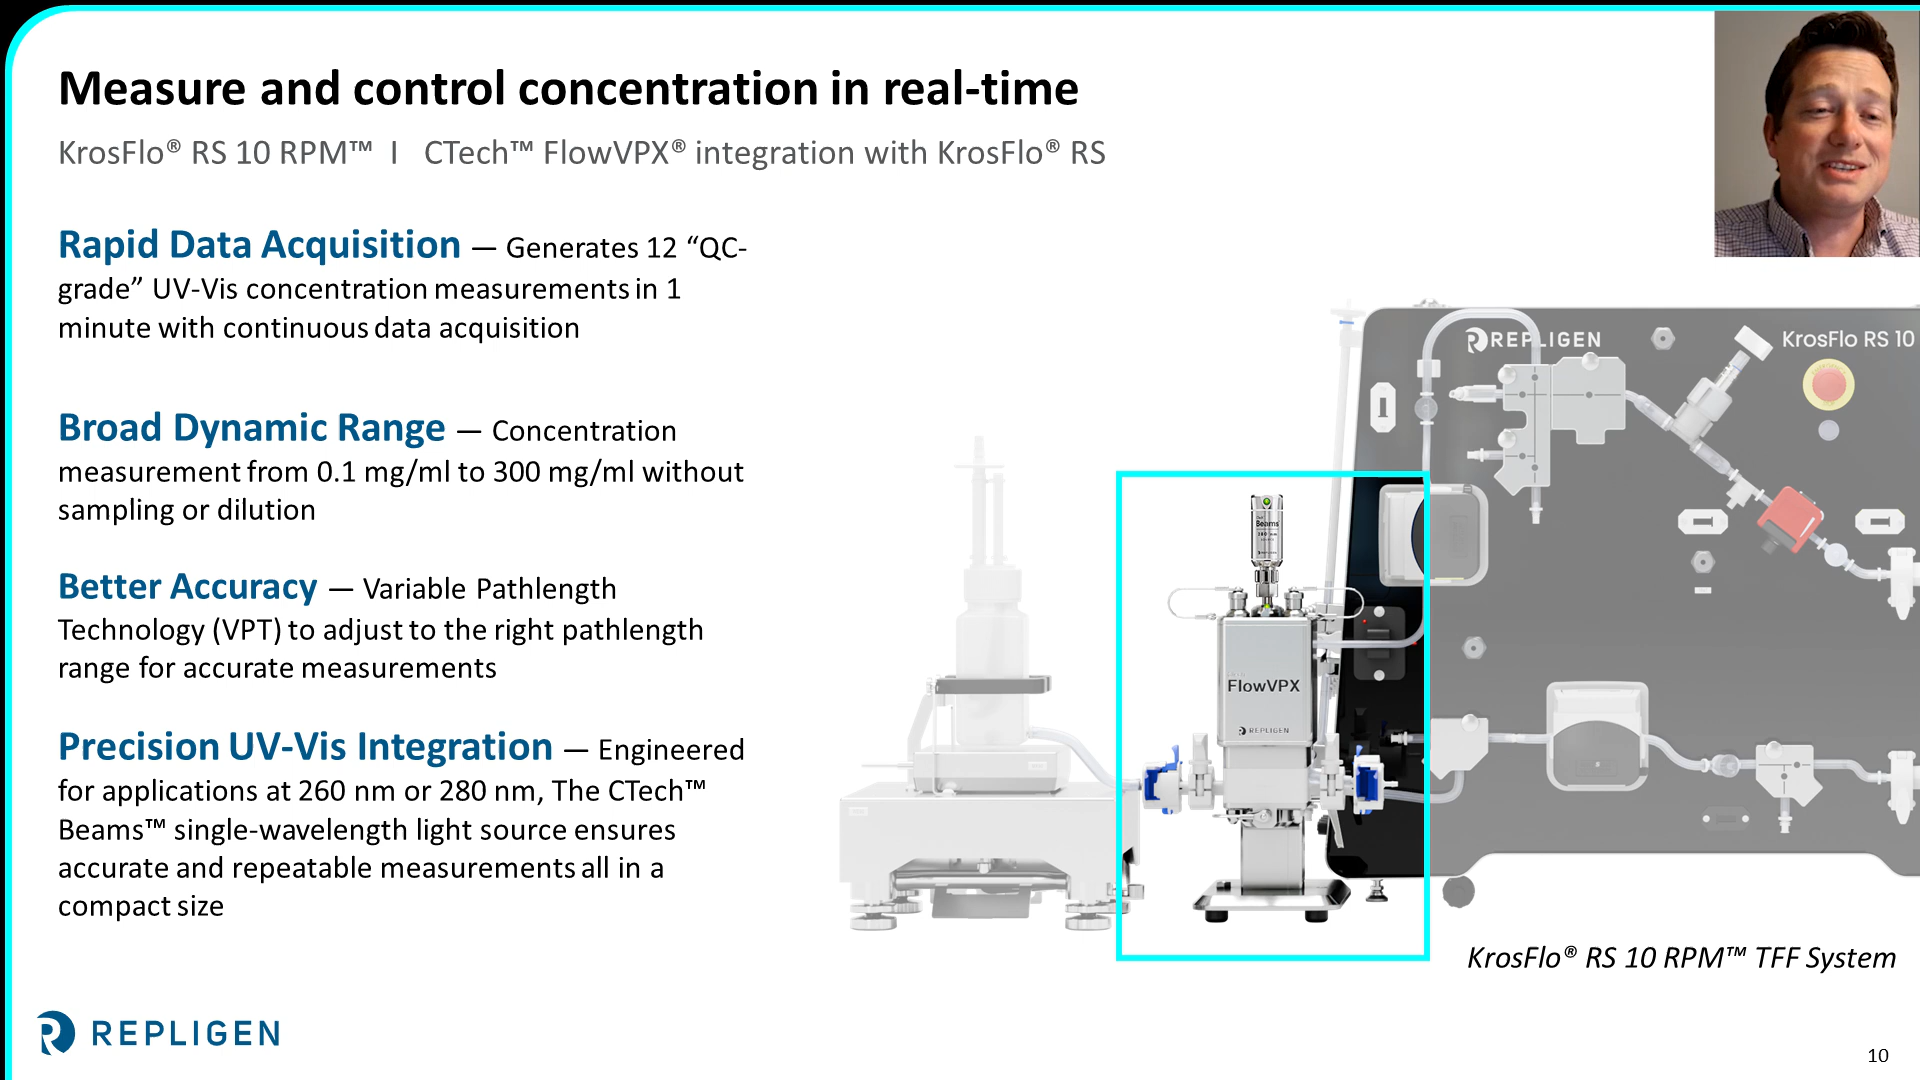 Measure and control concentration in real-time
KrosFlo® RS 10 RPM™ I CTech™ FlowVPX® integration with KrosFlo® RS
Rapid Data Acquisition — Generates 12 “QC-
grade” UV-Vis concentration measurements in 1
minute with continuous data acquisition
Broad Dynamic Range — Concentration
measurement from 0.1 mg/ml to 300 mg/ml without
sampling or dilution
Better Accuracy — Variable Pathlength
Technology (VPT) to adjust to the right pathlength
range for accurate measurements
Precision UV-Vis Integration — Engineered
for applications at 260 nm or 280 nm, The CTech™
Beams™ single-wavelength light source ensures
accurate and repeatable measurements all in a
compact size
REPLIGEN
KrosFlo RS 10
Beams
FlowVPX
REPLIGEN
KrosFlo® RS 10 RPM™ TFF System
REPLIGEN
10